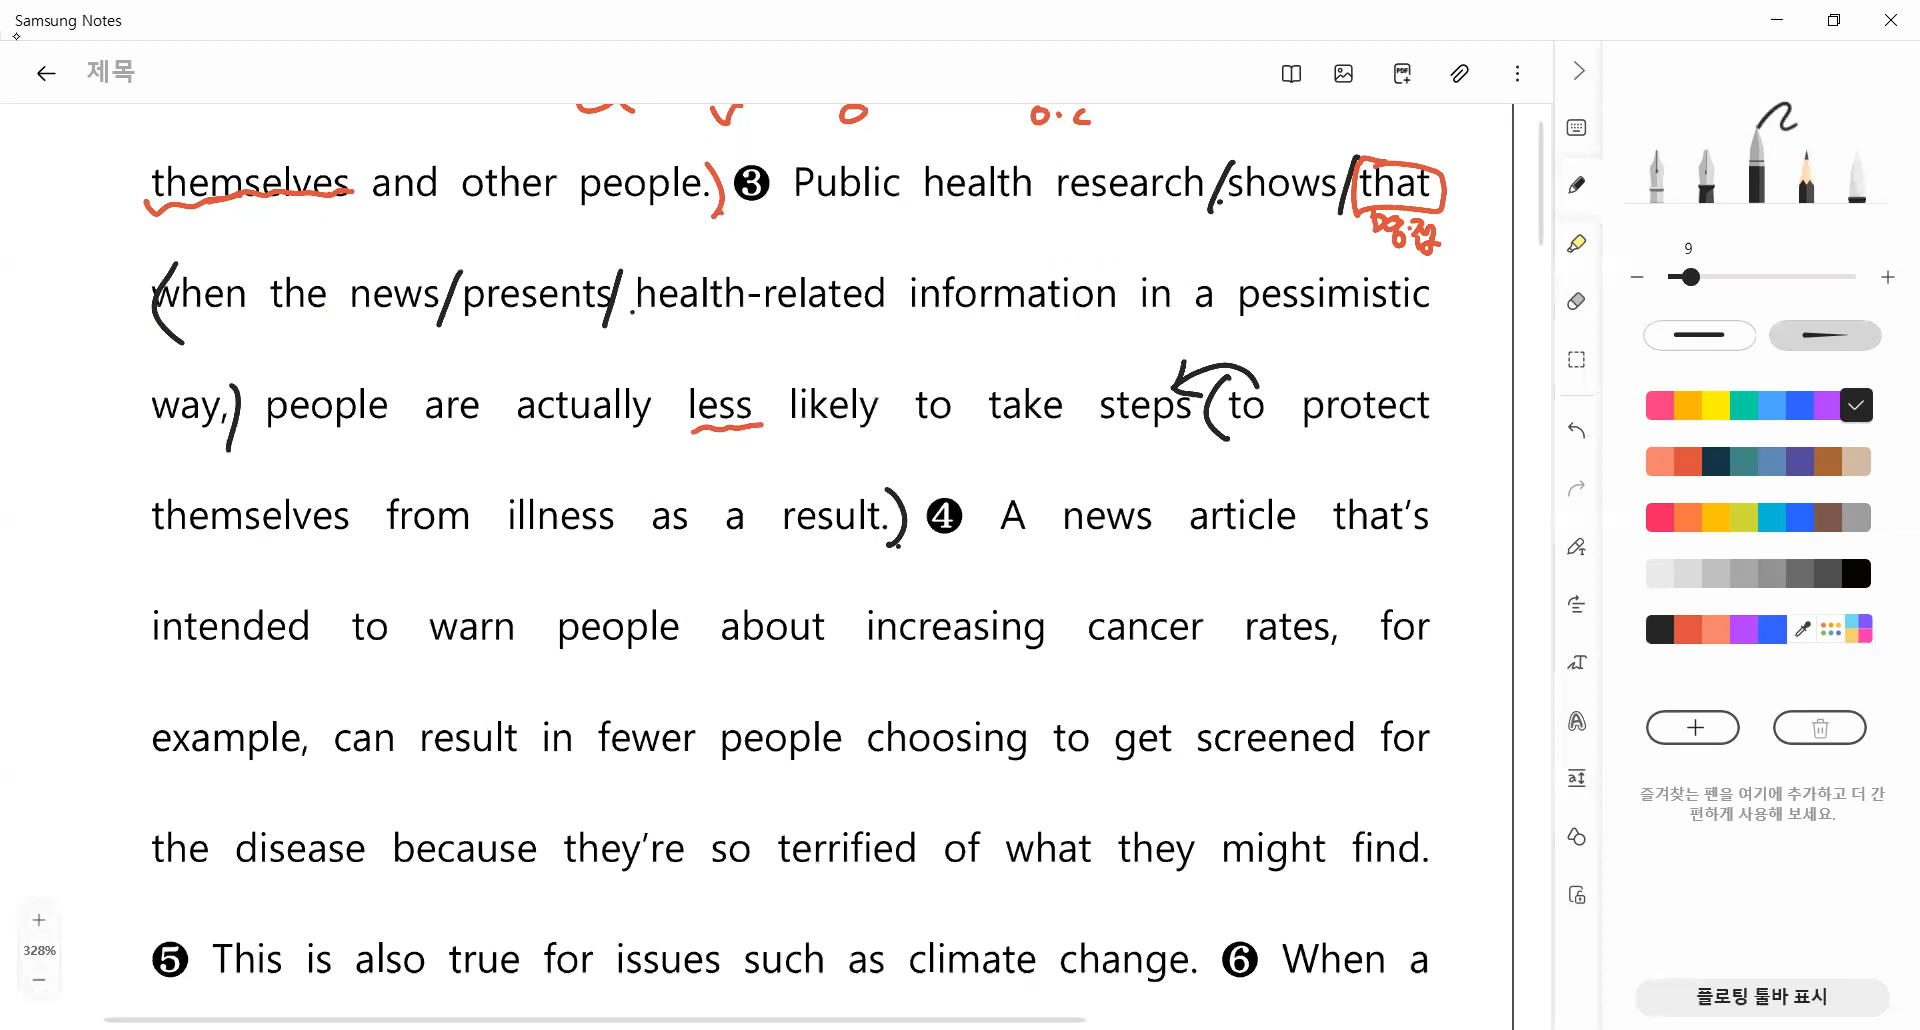 Samsung Notes
제목
o.c
themselves and other people. ❸ Public health research shows that
when the news presents health-related information in a pessimistic
way, people are actually less likely to take steps to protect
themselves from illness as a result. ❹ A news article that's
intended to warn people about increasing cancer rates, for
example, can result in fewer people choosing to get screened for
the disease because they're so terrified of what they might find.
❺ This is also true for issues such as climate change. ❻ When a
328%
9
즐겨찾는 펜을 여기에 추가하고 더 간
편하게 사용해 보세요.
플로팅 툴바 표시